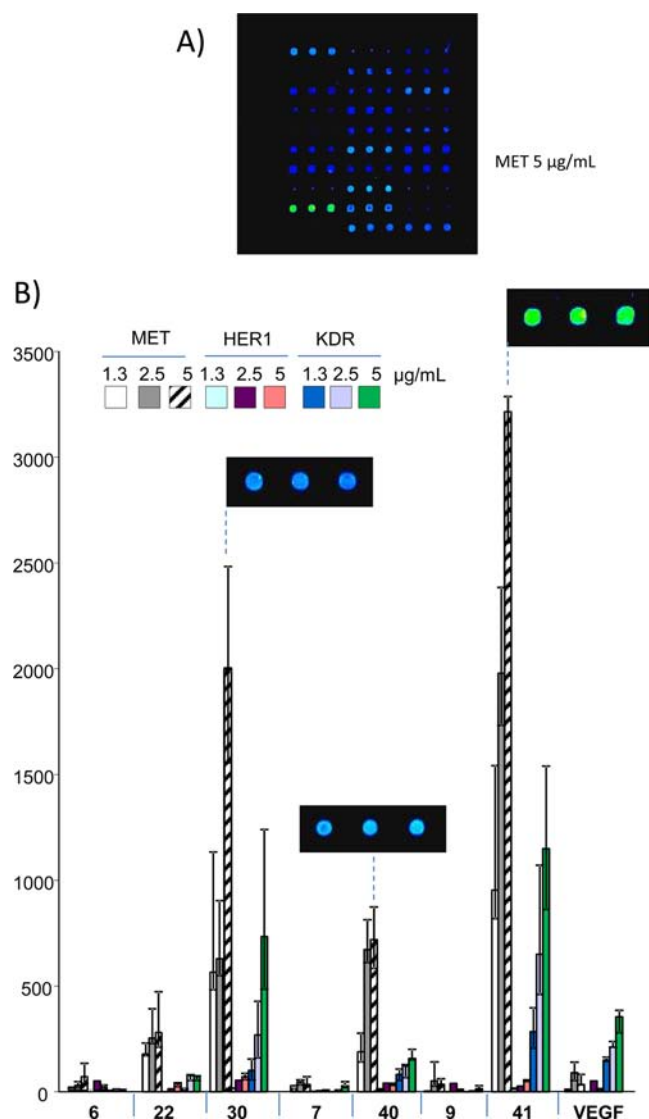 A)
MET 5 µg/mL
B)
MET HER1 KDR
1.3 2.5 5 1.3 2.5 5 1.3 2.5 5 µg/mL
3500
3000
2500
2000
1500
1000
500
0
6 22 30 7 40 9 41 VEGF